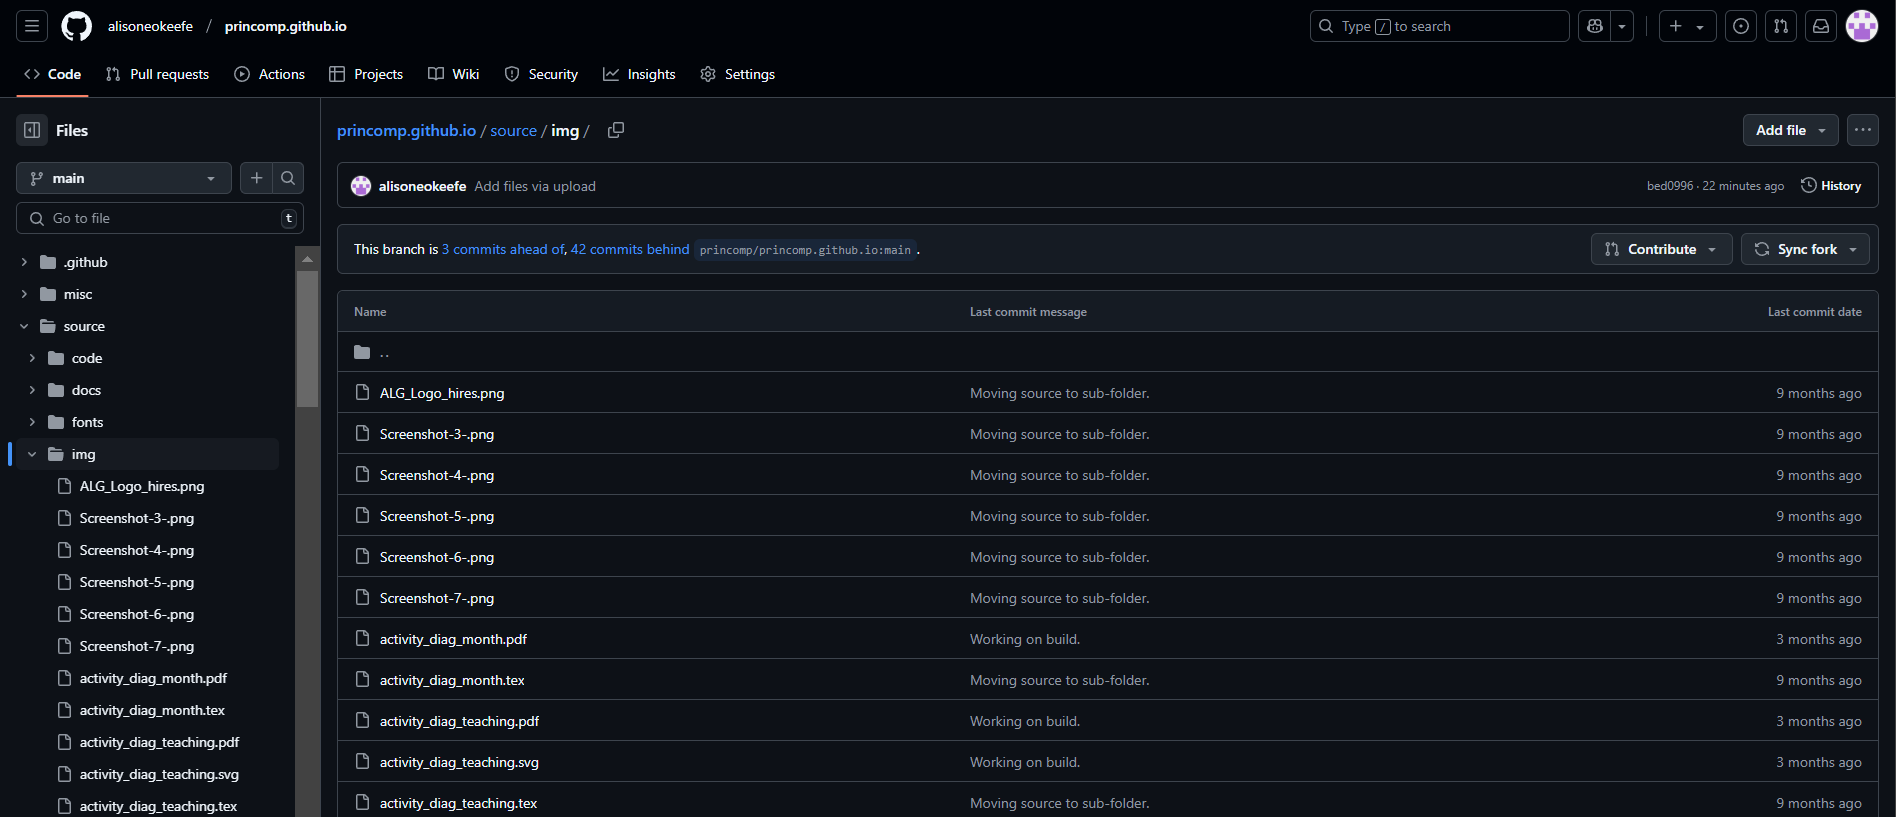 alisoneokeefe / princomp.github.io
Type / to search
Code
Pull requests
Actions
Projects
Wiki
Security
Insights
Settings
Files
main
Go to file
t
.github
misc
source
code
docs
fonts
img
ALG_Logo_hires.png
Screenshot-3-.png
Screenshot-4-.png
Screenshot-5-.png
Screenshot-6-.png
Screenshot-7-.png
activity_diag_month.pdf
activity_diag_month.tex
activity_diag_teaching.pdf
activity_diag_teaching.svg
activity_diag_teaching.tex
princomp.github.io / source / img /
Add file
alisoneokeefe Add files via upload
bed0996 · 22 minutes ago
History
This branch is 3 commits ahead of, 42 commits behind princomp/princomp.github.io:main .
Contribute
Sync fork
Name Last commit message Last commit date
..
ALG_Logo_hires.png Moving source to sub-folder. 9 months ago
Screenshot-3-.png Moving source to sub-folder. 9 months ago
Screenshot-4-.png Moving source to sub-folder. 9 months ago
Screenshot-5-.png Moving source to sub-folder. 9 months ago
Screenshot-6-.png Moving source to sub-folder. 9 months ago
Screenshot-7-.png Moving source to sub-folder. 9 months ago
activity_diag_month.pdf Working on build. 3 months ago
activity_diag_month.tex Moving source to sub-folder. 9 months ago
activity_diag_teaching.pdf Working on build. 3 months ago
activity_diag_teaching.svg Working on build. 3 months ago
activity_diag_teaching.tex Moving source to sub-folder. 9 months ago